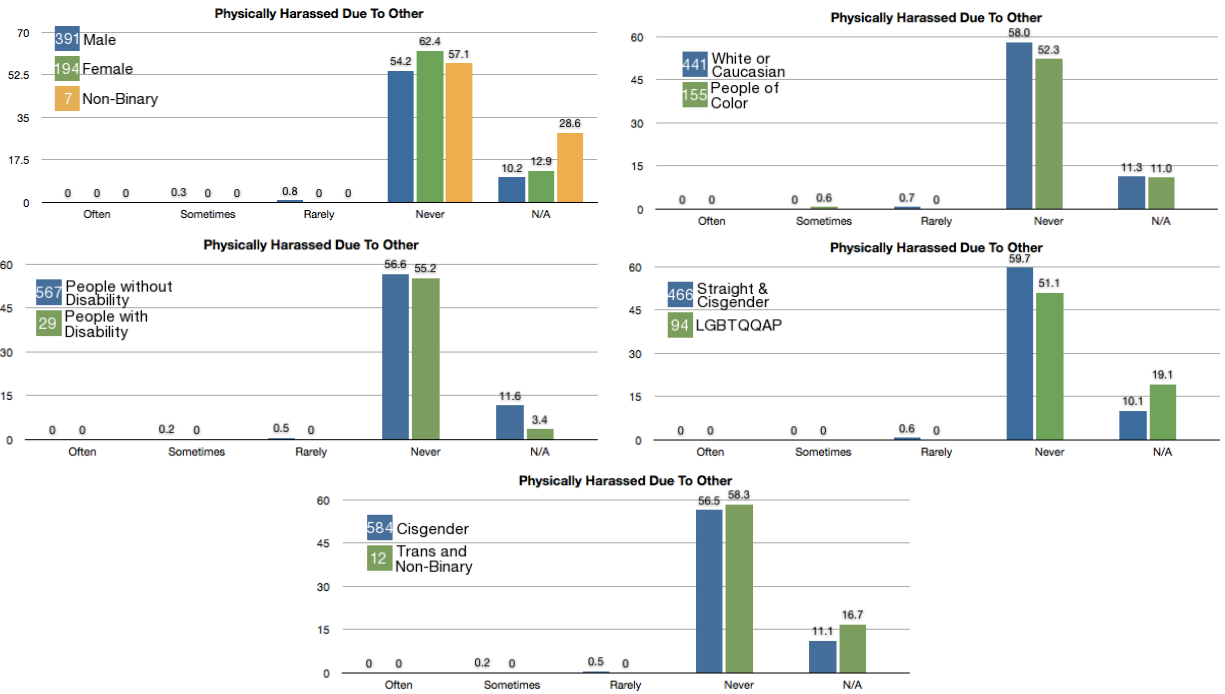 Physically Harassed Due To Other
70
52.5
35
17.5
0
391 Male
194 Female
7 Non-Binary
0 0 0
0.3 0 0
0.8 0 0
54.2 62.4 57.1
10.2 12.9 28.6
Often Sometimes Rarely Never N/A
Physically Harassed Due To Other
60
45
30
15
0
441 White or
Caucasian
155 People of
Color
0 0
0 0.6
0.7 0
58.0 52.3
11.3 11.0
Often Sometimes Rarely Never N/A
Physically Harassed Due To Other
60
45
30
15
0
567 People without
Disability
29 People with
Disability
0 0
0.2 0
0.5 0
56.6 55.2
11.6 3.4
Often Sometimes Rarely Never N/A
Physically Harassed Due To Other
60
45
30
15
0
466 Straight &
Cisgender
94 LGBTQQAP
0 0
0 0
0.6 0
59.7 51.1
10.1 19.1
Often Sometimes Rarely Never N/A
Physically Harassed Due To Other
60
45
30
15
0
584 Cisgender
12 Trans and
Non-Binary
0 0
0.2 0
0.5 0
56.5 58.3
11.1 16.7
Often Sometimes Rarely Never N/A